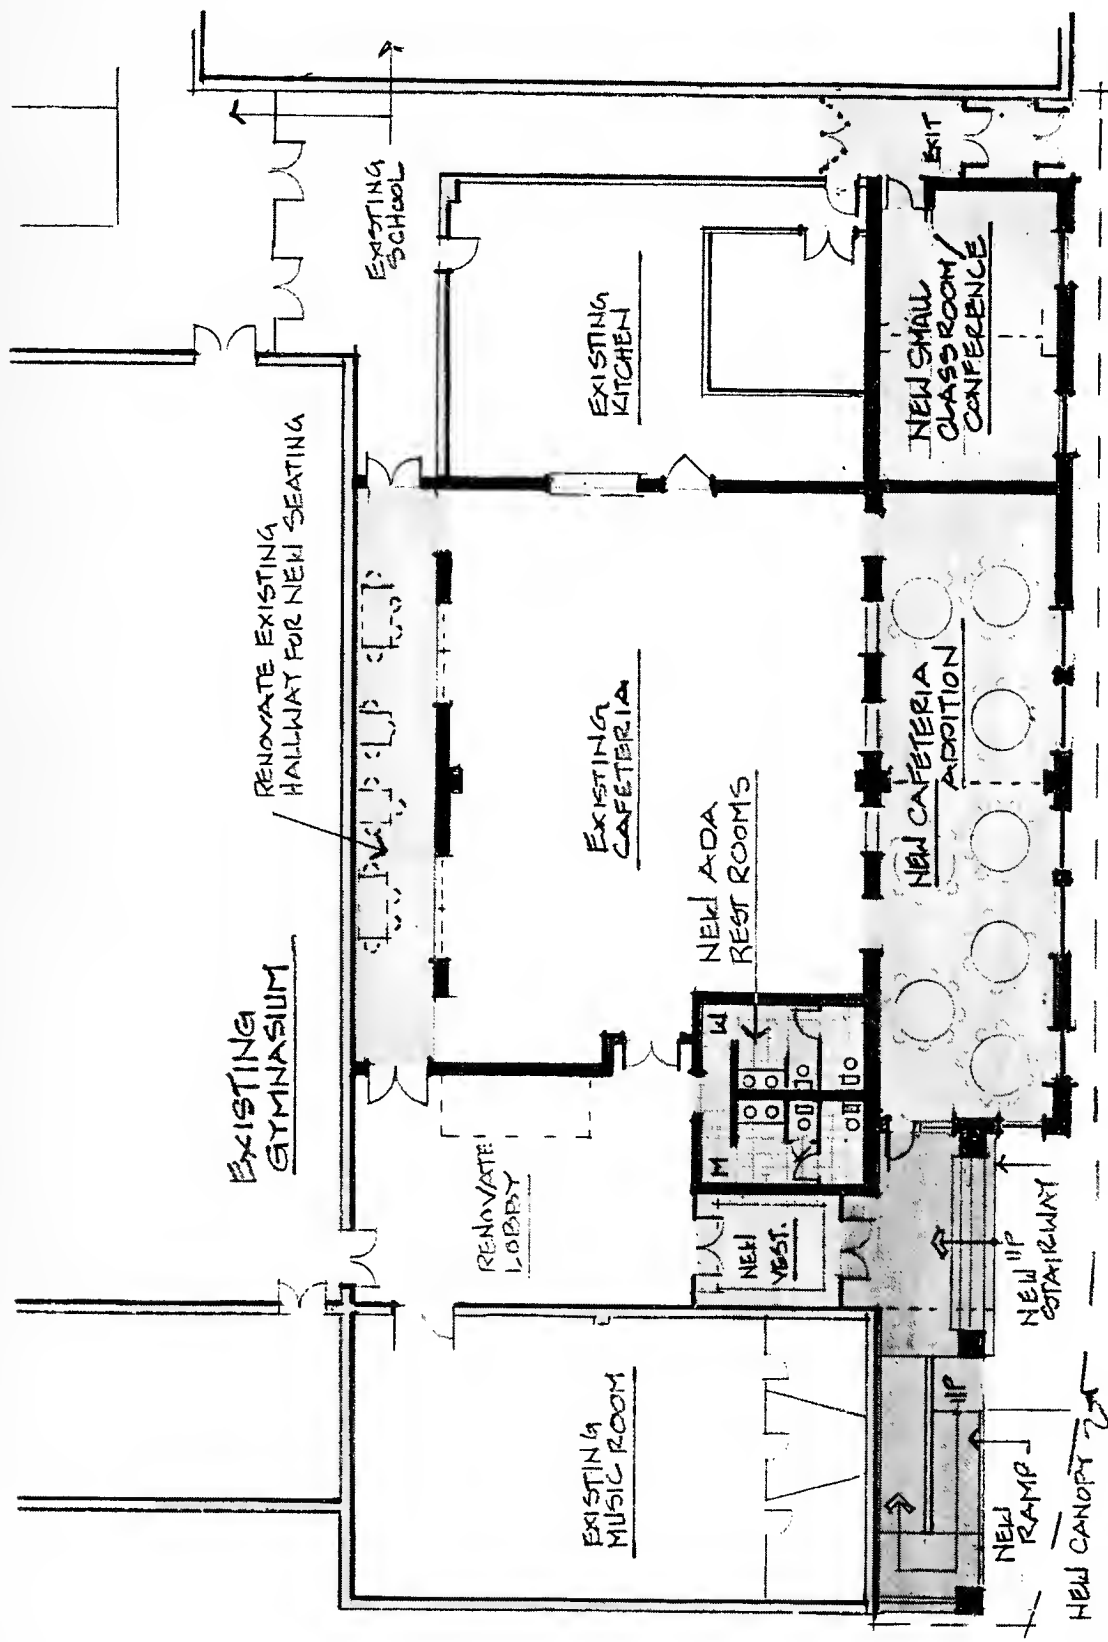 EXISTING
GYMNASIUM
RENOVATE EXISTING
HALLWAY FOR NEW SEATING
EXISTING
SCHOOL
EXISTING
MUSIC ROOM
RENOVATE
LOBBY
EXISTING
CAFETERIA
EXISTING
KITCHEN
NEW ADA
REST ROOMS
M
W
NEW
VEST.
NEW CAFETERIA
ADDITION
NEW SMALL
CLASSROOM/
CONFERENCE
EXIT
UP
UP
NEW
STAIRWAY
NEW
RAMP
NEW CANOPY